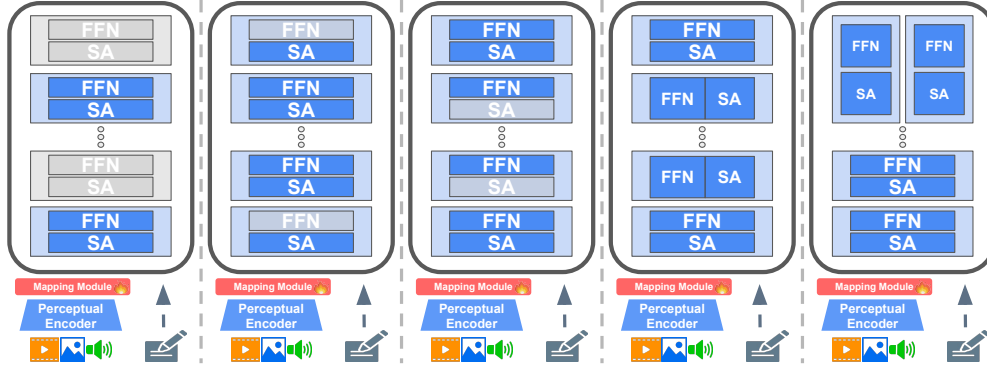 FFN
SA
FFN
SA
FFN
SA
FFN
SA
Mapping Module
Perceptual
Encoder
FFN
SA
FFN
SA
FFN
SA
FFN
SA
Mapping Module
Perceptual
Encoder
FFN
SA
FFN
SA
FFN
SA
FFN
SA
Mapping Module
Perceptual
Encoder
FFN
SA
FFN SA
FFN SA
FFN
SA
Mapping Module
Perceptual
Encoder
FFN FFN
SA SA
FFN
SA
FFN
SA
Mapping Module
Perceptual
Encoder